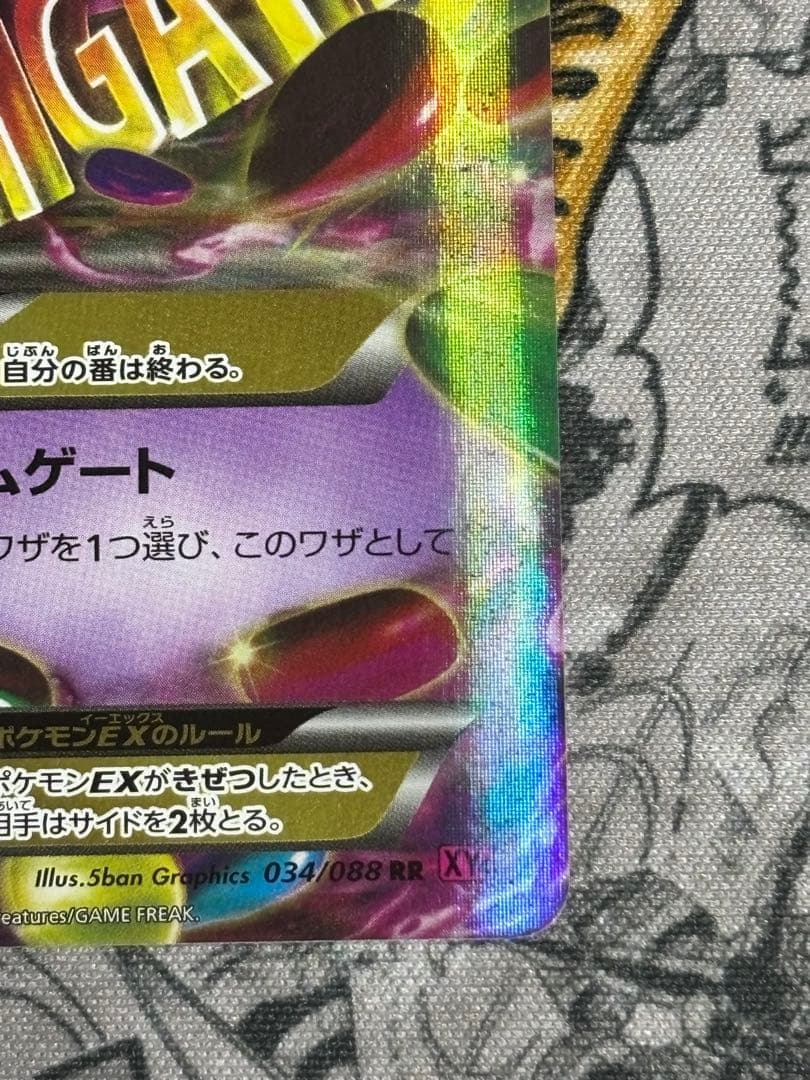 IGA
自分の番は終わる。
ムゲート
ワザを1つ選び、このワザとして
ポケモンEXのルール
ポケモンEXがきぜつしたとき、
相手はサイドを2枚とる。
Illus.5ban Graphics 034/088 RR XY
eatures/GAME FREAK.